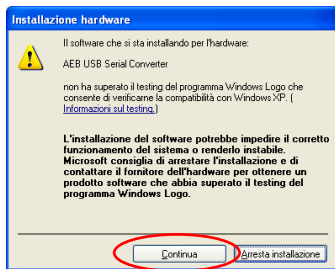 Installazione hardware
Il software che si sta installando per l'hardware:
AEB USB Serial Converter
non ha superato il testing del programma Windows Logo che
consente di verificarne la compatibilità con Windows XP. (
Informazioni sul testing.)
L'installazione del software potrebbe impedire il corretto
funzionamento del sistema o renderlo instabile.
Microsoft consiglia di arrestare l'installazione e di
contattare il fornitore dell'hardware per ottenere un
prodotto software che abbia superato il testing del
programma Windows Logo.
Continua
Arresta installazione